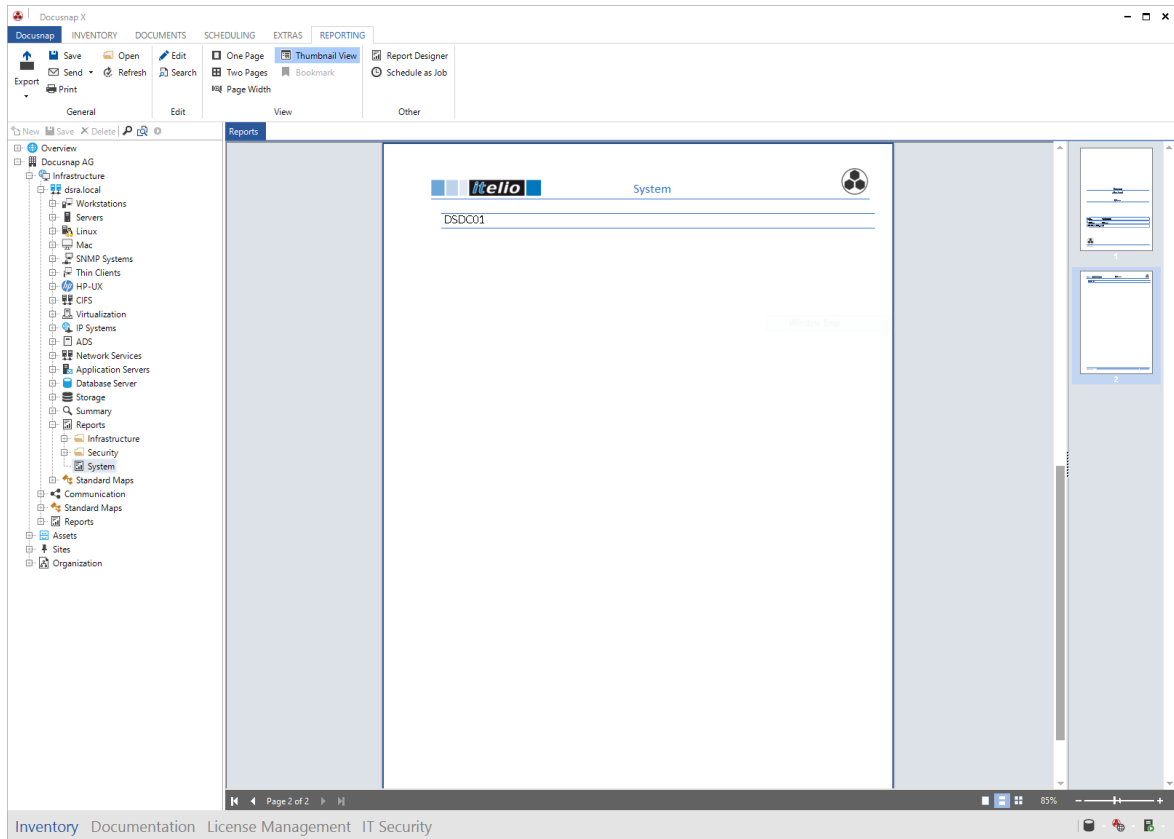 Docusnap X
Docusnap INVENTORY DOCUMENTS SCHEDULING EXTRAS REPORTING
Export
Save
Send
Print
Open
Refresh
General
Edit
Search
Edit
One Page
Two Pages
Page Width
Thumbnail View
Bookmark
View
Report Designer
Schedule as Job
Other
New Save Delete
Overview
Docusnap AG
Infrastructure
dsra.local
Workstations
Servers
Linux
Mac
SNMP Systems
Thin Clients
HP-UX
CIFS
Virtualization
IP Systems
ADS
Network Services
Application Servers
Database Server
Storage
Summary
Reports
Infrastructure
Security
System
Standard Maps
Communication
Standard Maps
Reports
Assets
Sites
Organization
Reports
itelio
System
DSDC01
1
2
Page 2 of 2
85%
Inventory Documentation License Management IT Security